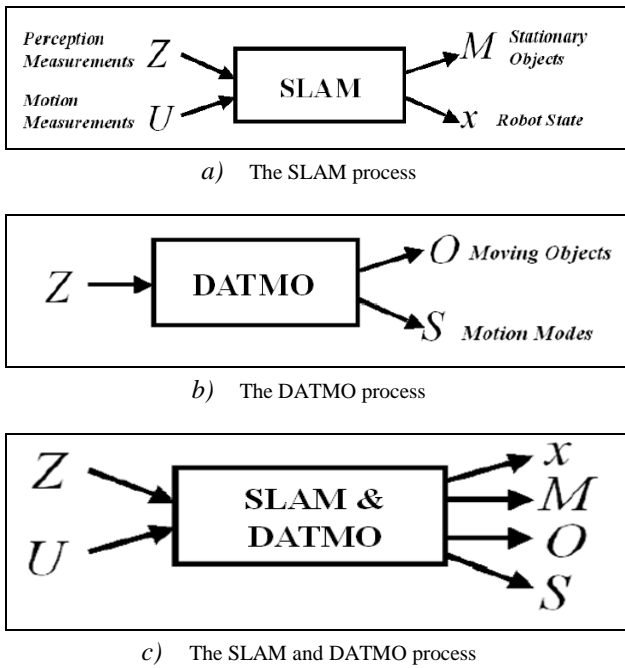 Perception
Measurements Z
Motion
Measurements U
SLAM
M Stationary
Objects
x Robot State
a) The SLAM process
Z
DATMO
O Moving Objects
S Motion Modes
b) The DATMO process
Z
U
SLAM &
DATMO
x
M
O
S
c) The SLAM and DATMO process